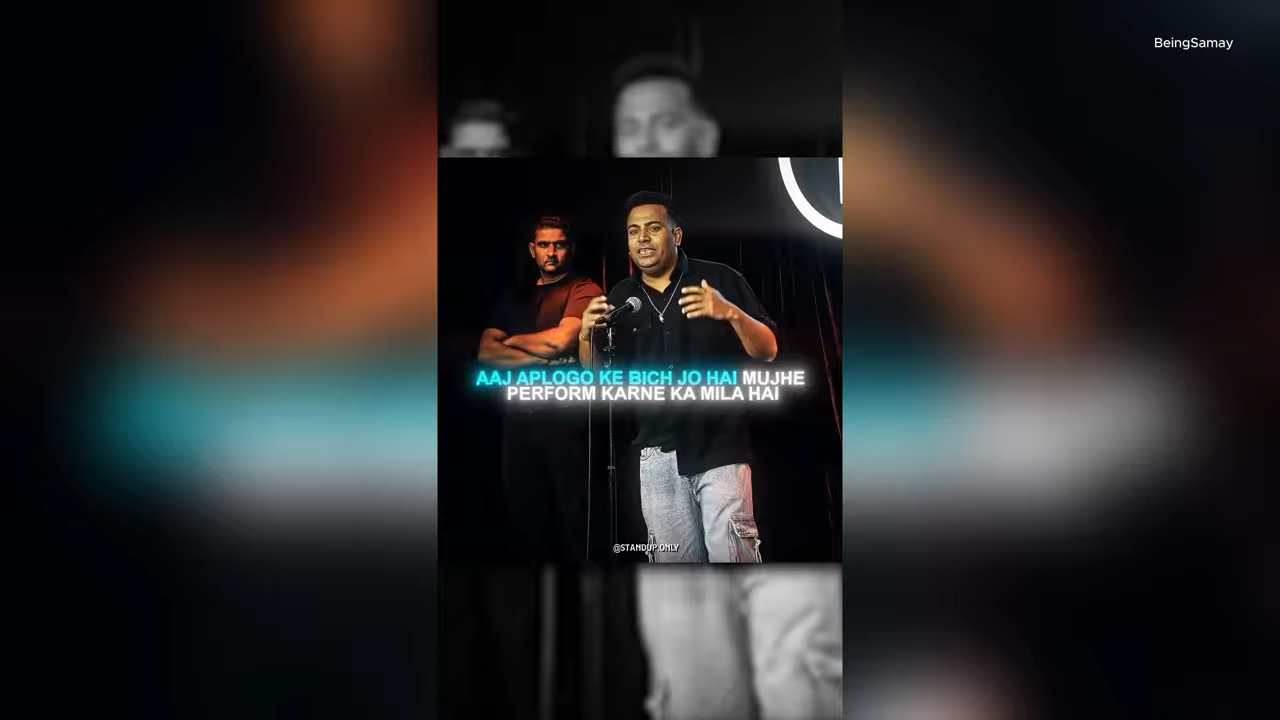 BeingSamay
AAJ APLOGO KE BICH JO HAI MUJHE
PERFORM KARNE KA MILA HAI
@STANDUP.ONLY